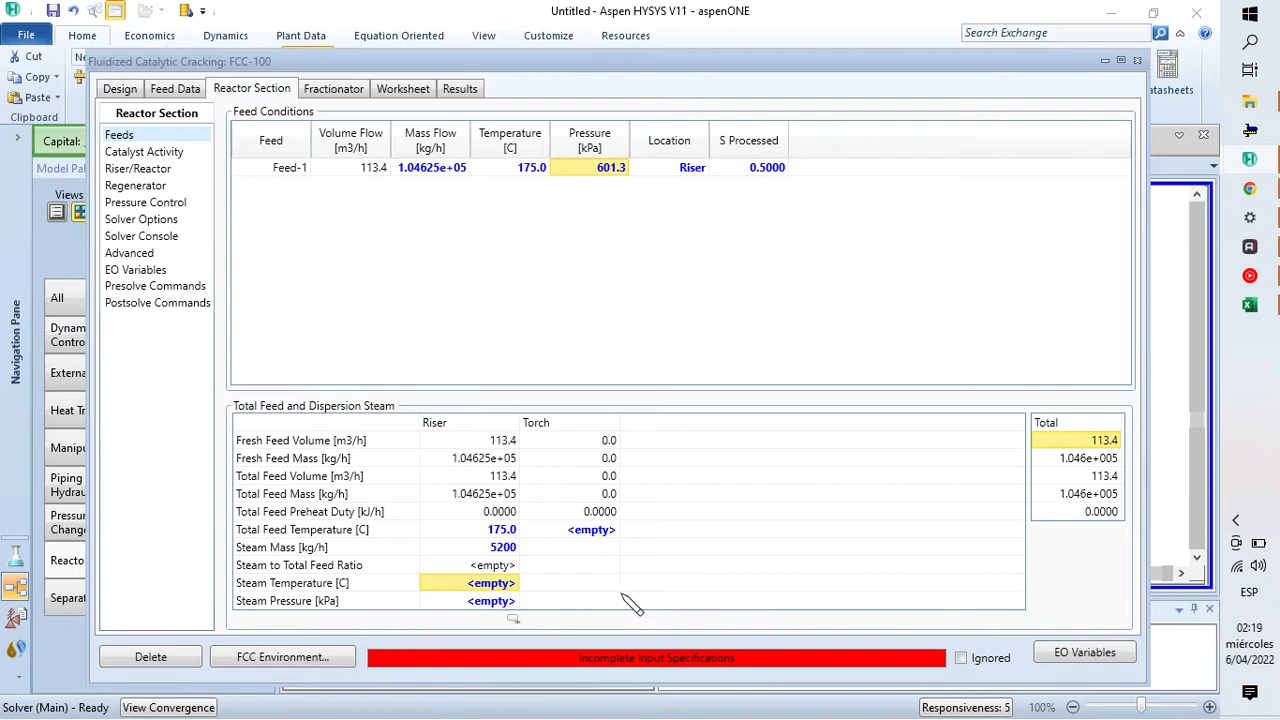 Untitled - Aspen HYSYS V11 - aspenONE
File Home Economics Dynamics Plant Data Equation Oriented View Customize Resources Search Exchange
Cut
Copy
Paste
Clipboard
Ne
atasheets
Fluidized Catalytic Cracking: FCC-100
Design Feed Data Reactor Section Fractionator Worksheet Results
Capital:
Model Pal
Views
Navigation Pane
All
Dynam
Contro
Externa
Heat Tr
Manipu
Piping
Hydrau
Pressur
Change
Reacto
Separat
Reactor Section
Feeds
Catalyst Activity
Riser/Reactor
Regenerator
Pressure Control
Solver Options
Solver Console
Advanced
EO Variables
Presolve Commands
Postsolve Commands
Feed Conditions
Feed Volume Flow [m3/h] Mass Flow [kg/h] Temperature [C] Pressure [kPa] Location S Processed
Feed-1 113.4 1.04625e+05 175.0 601.3 Riser 0.5000
Total Feed and Dispersion Steam
Riser Torch Total
Fresh Feed Volume [m3/h] 113.4 0.0 113.4
Fresh Feed Mass [kg/h] 1.04625e+05 0.0 1.046e+005
Total Feed Volume [m3/h] 113.4 0.0 113.4
Total Feed Mass [kg/h] 1.04625e+05 0.0 1.046e+005
Total Feed Preheat Duty [kJ/h] 0.0000 0.0000 0.0000
Total Feed Temperature [C] 175.0 <empty>
Steam Mass [kg/h] 5200
Steam to Total Feed Ratio <empty>
Steam Temperature [C] <empty>
Steam Pressure [kPa] <empty>
Delete FCC Environment... Incomplete Input Specifications Ignored EO Variables
Solver (Main) - Ready View Convergence Responsiveness: 5 100%
ESP
02:19
miércoles
6/04/2022